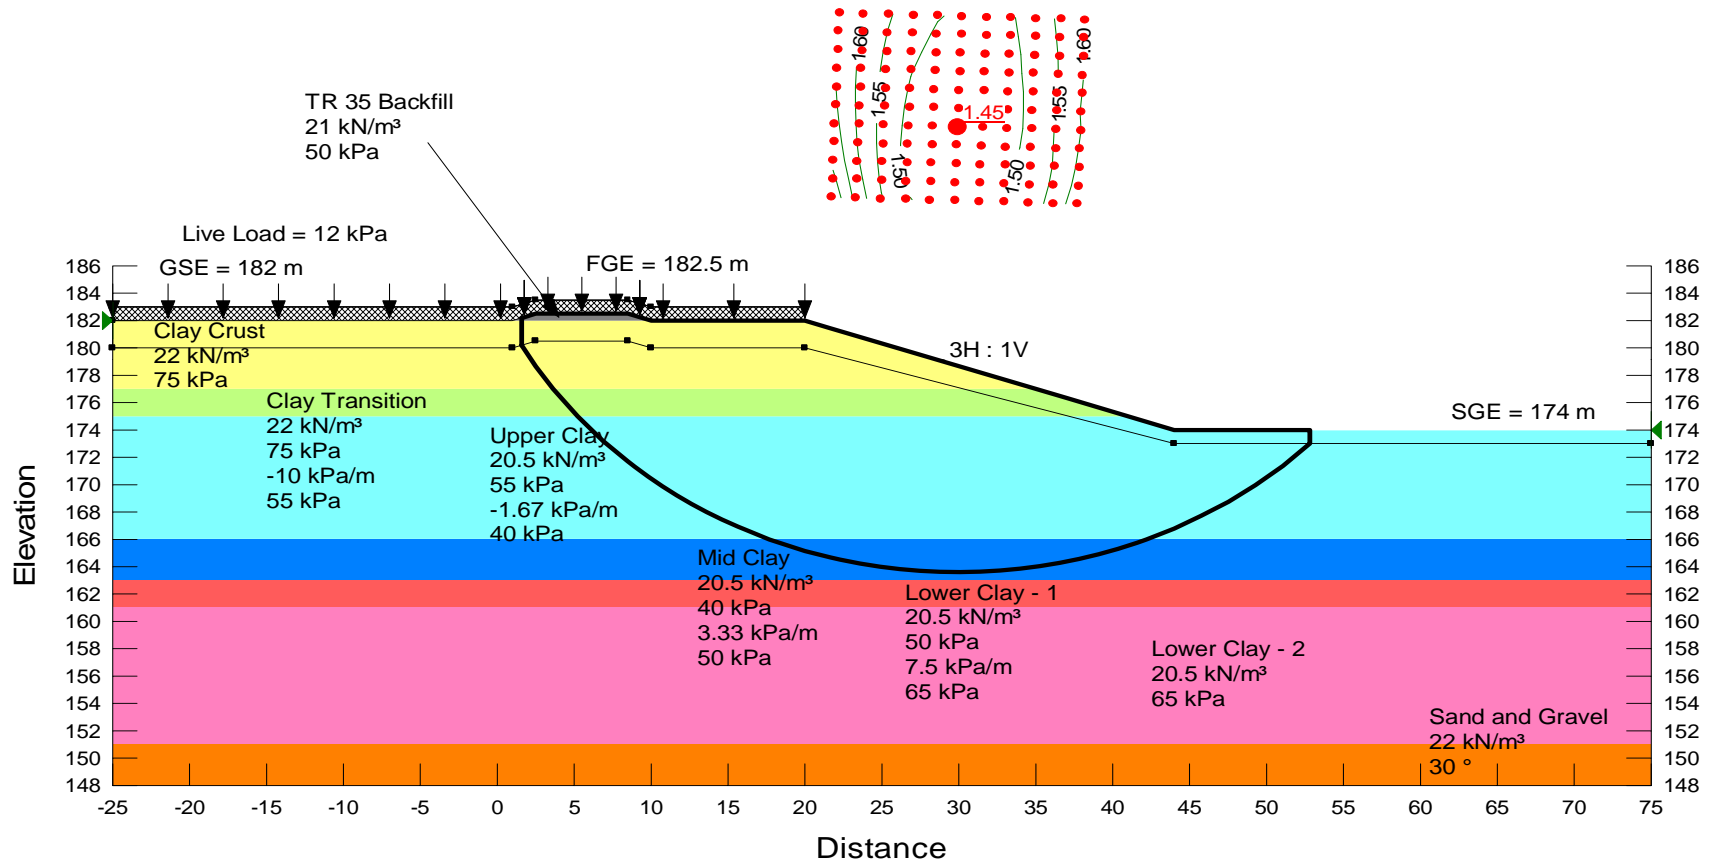 1.60
1.60
1.55
1.55
1.45
1.50
1.50
TR 35 Backfill
21 kN/m³
50 kPa
Live Load = 12 kPa
GSE = 182 m
FGE = 182.5 m
3H : 1V
SGE = 174 m
Clay Crust
22 kN/m³
75 kPa
Clay Transition
22 kN/m³
75 kPa
-10 kPa/m
55 kPa
Upper Clay
20.5 kN/m³
55 kPa
-1.67 kPa/m
40 kPa
Mid Clay
20.5 kN/m³
40 kPa
3.33 kPa/m
50 kPa
Lower Clay - 1
20.5 kN/m³
50 kPa
7.5 kPa/m
65 kPa
Lower Clay - 2
20.5 kN/m³
65 kPa
Sand and Gravel
22 kN/m³
30 °
Elevation
186
184
182
180
178
176
174
172
170
168
166
164
162
160
158
156
154
152
150
148
186
184
182
180
178
176
174
172
170
168
166
164
162
160
158
156
154
152
150
148
-25 -20 -15 -10 -5 0 5 10 15 20 25 30 35 40 45 50 55 60 65 70 75
Distance